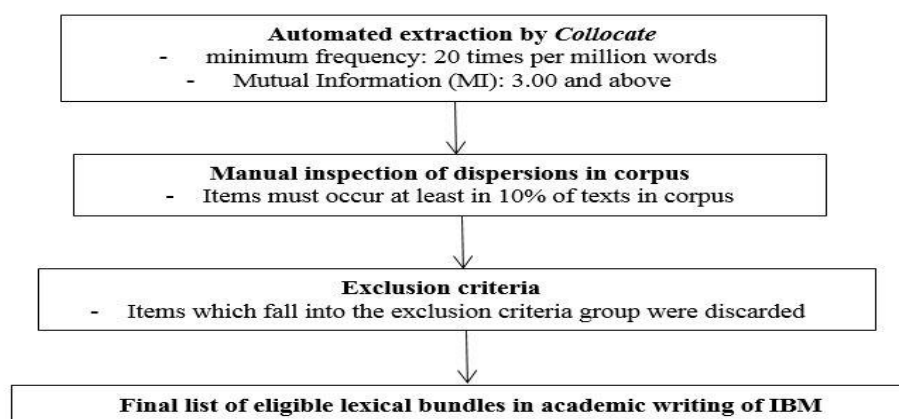 Automated extraction by Collocate
- minimum frequency: 20 times per million words
- Mutual Information (MI): 3.00 and above
Manual inspection of dispersions in corpus
- Items must occur at least in 10% of texts in corpus
Exclusion criteria
- Items which fall into the exclusion criteria group were discarded
Final list of eligible lexical bundles in academic writing of IBM